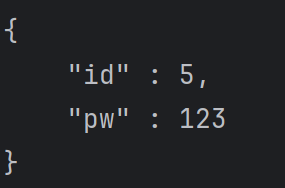 {
    "id" : 5,
    "pw" : 123
}